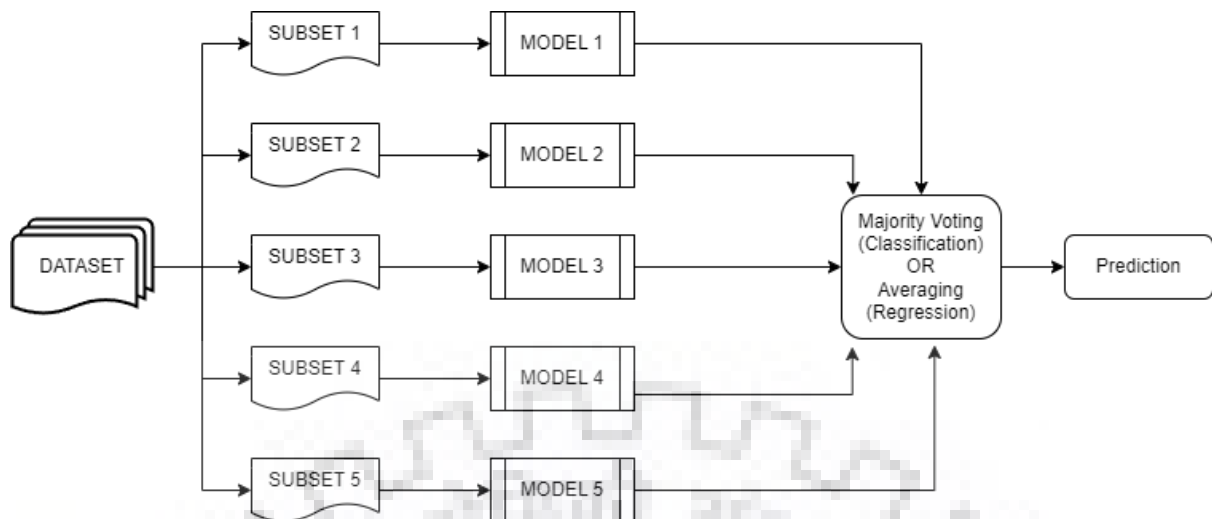 SUBSET 1
MODEL 1
SUBSET 2
MODEL 2
DATASET
SUBSET 3
MODEL 3
Majority Voting
(Classification)
OR
Averaging
(Regression)
Prediction
SUBSET 4
MODEL 4
SUBSET 5
MODEL 5